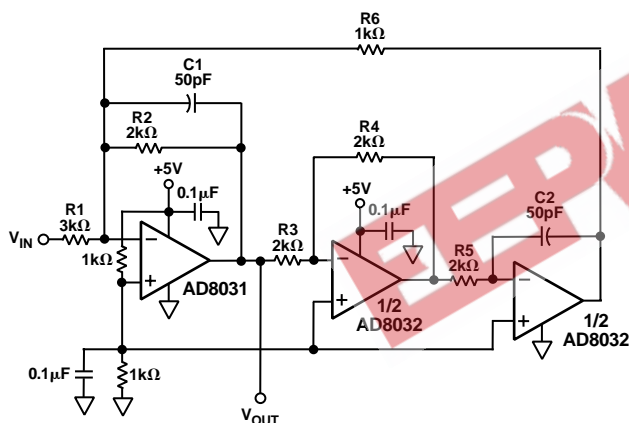 R6
1kΩ
C1
50pF
R2
2kΩ
R4
2kΩ
+5V
0.1µF
+5V
0.1µF
C2
50pF
R1
3kΩ
VIN
1kΩ
−
+
AD8031
R3
2kΩ
−
+
1/2
AD8032
R5
2kΩ
−
+
1/2
AD8032
0.1µF
1kΩ
VOUT